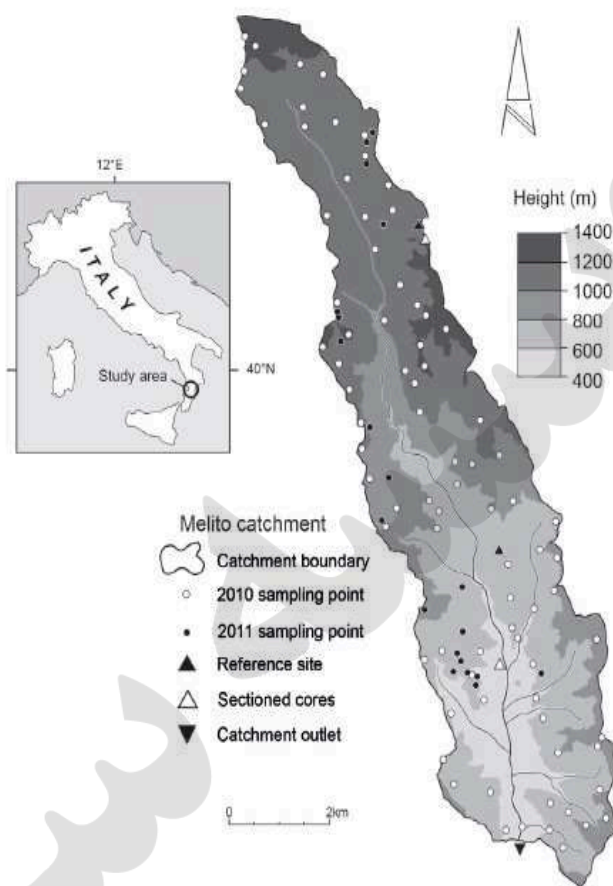 12°E
ITALY
40°N
Study area
Height (m)
1400
1200
1000
800
600
400
Melito catchment
Catchment boundary
2010 sampling point
2011 sampling point
Reference site
Sectioned cores
Catchment outlet
0 2km